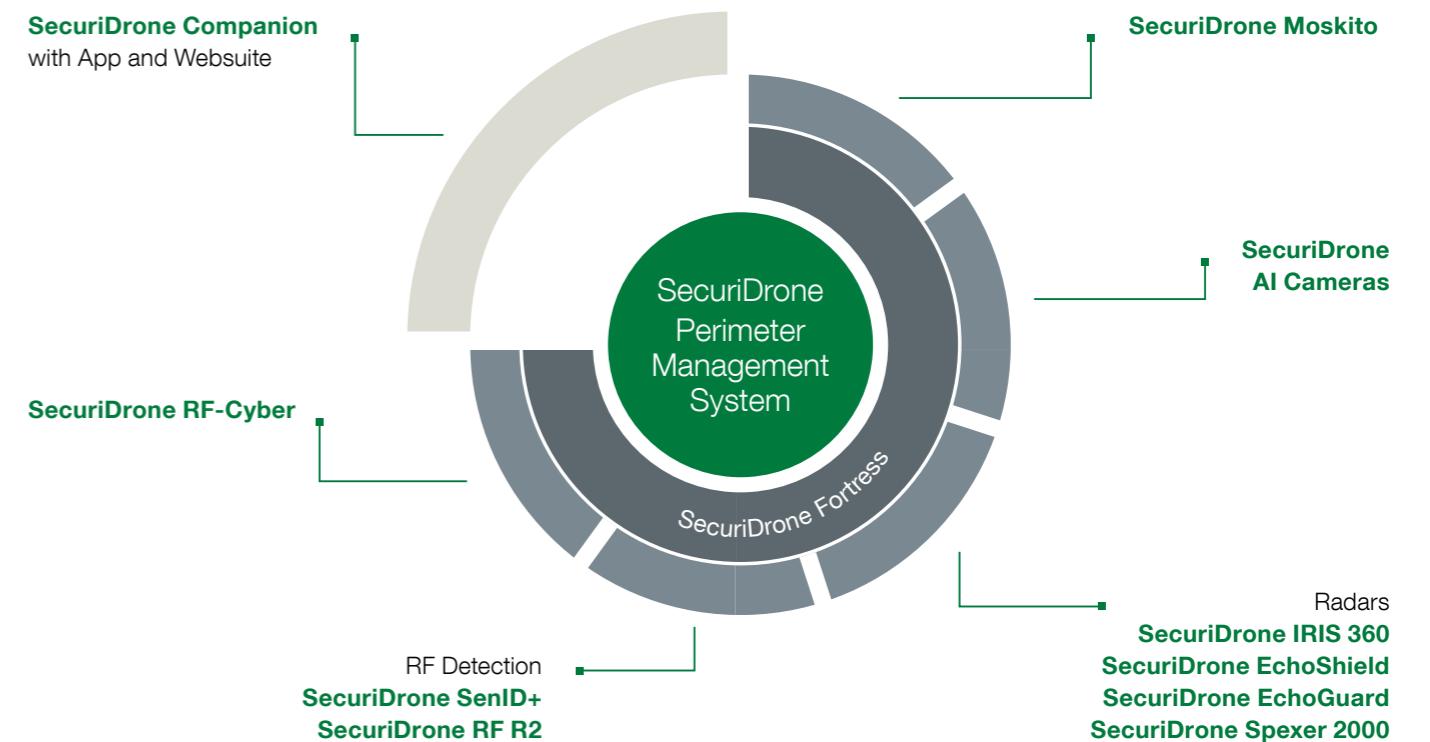 SecuriDrone Companion
with App and Websuite
SecuriDrone Moskito
SecuriDrone
AI Cameras
SecuriDrone
Perimeter
Management
System
SecuriDrone RF-Cyber
SecuriDrone Fortress
RF Detection
SecuriDrone SenID+
SecuriDrone RF R2
Radars
SecuriDrone IRIS 360
SecuriDrone EchoShield
SecuriDrone EchoGuard
SecuriDrone Spexer 2000